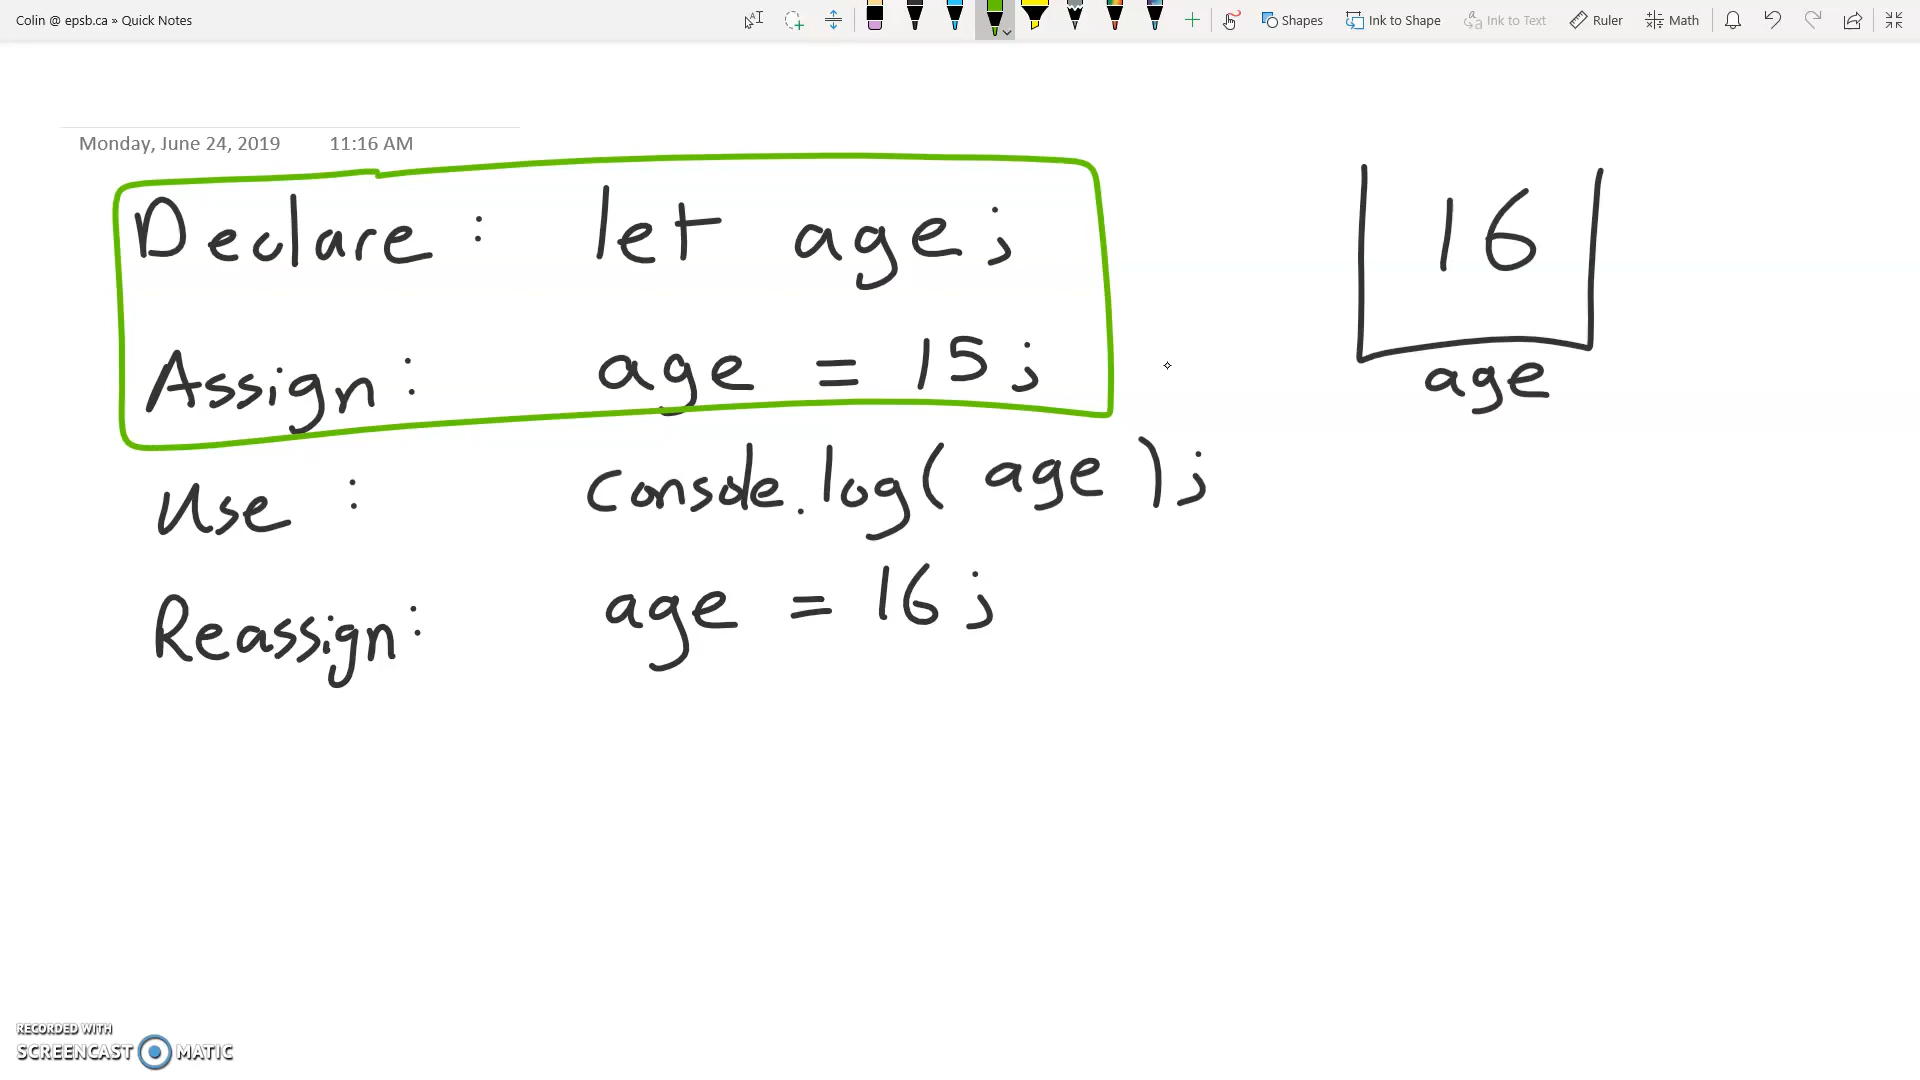 Colin @ epsb.ca » Quick Notes
Shapes Ink to Shape Ink to Text Ruler Math
Monday, June 24, 2019 11:16 AM
Declare : let age ;
16
Assign : age = 15 ;
age
Use : console.log( age ) ;
Reassign : age = 16 ;
RECORDED WITH
SCREENCAST MATIC